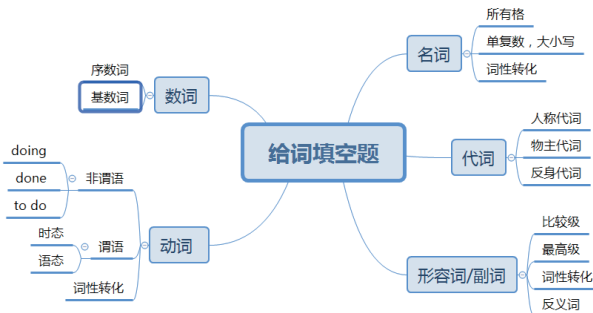 给词填空题
名词
所有格
单复数，大小写
词性转化
代词
人称代词
物主代词
反身代词
形容词/副词
比较级
最高级
词性转化
反义词
数词
序数词
基数词
动词
非谓语
doing
done
to do
谓语
时态
语态
词性转化